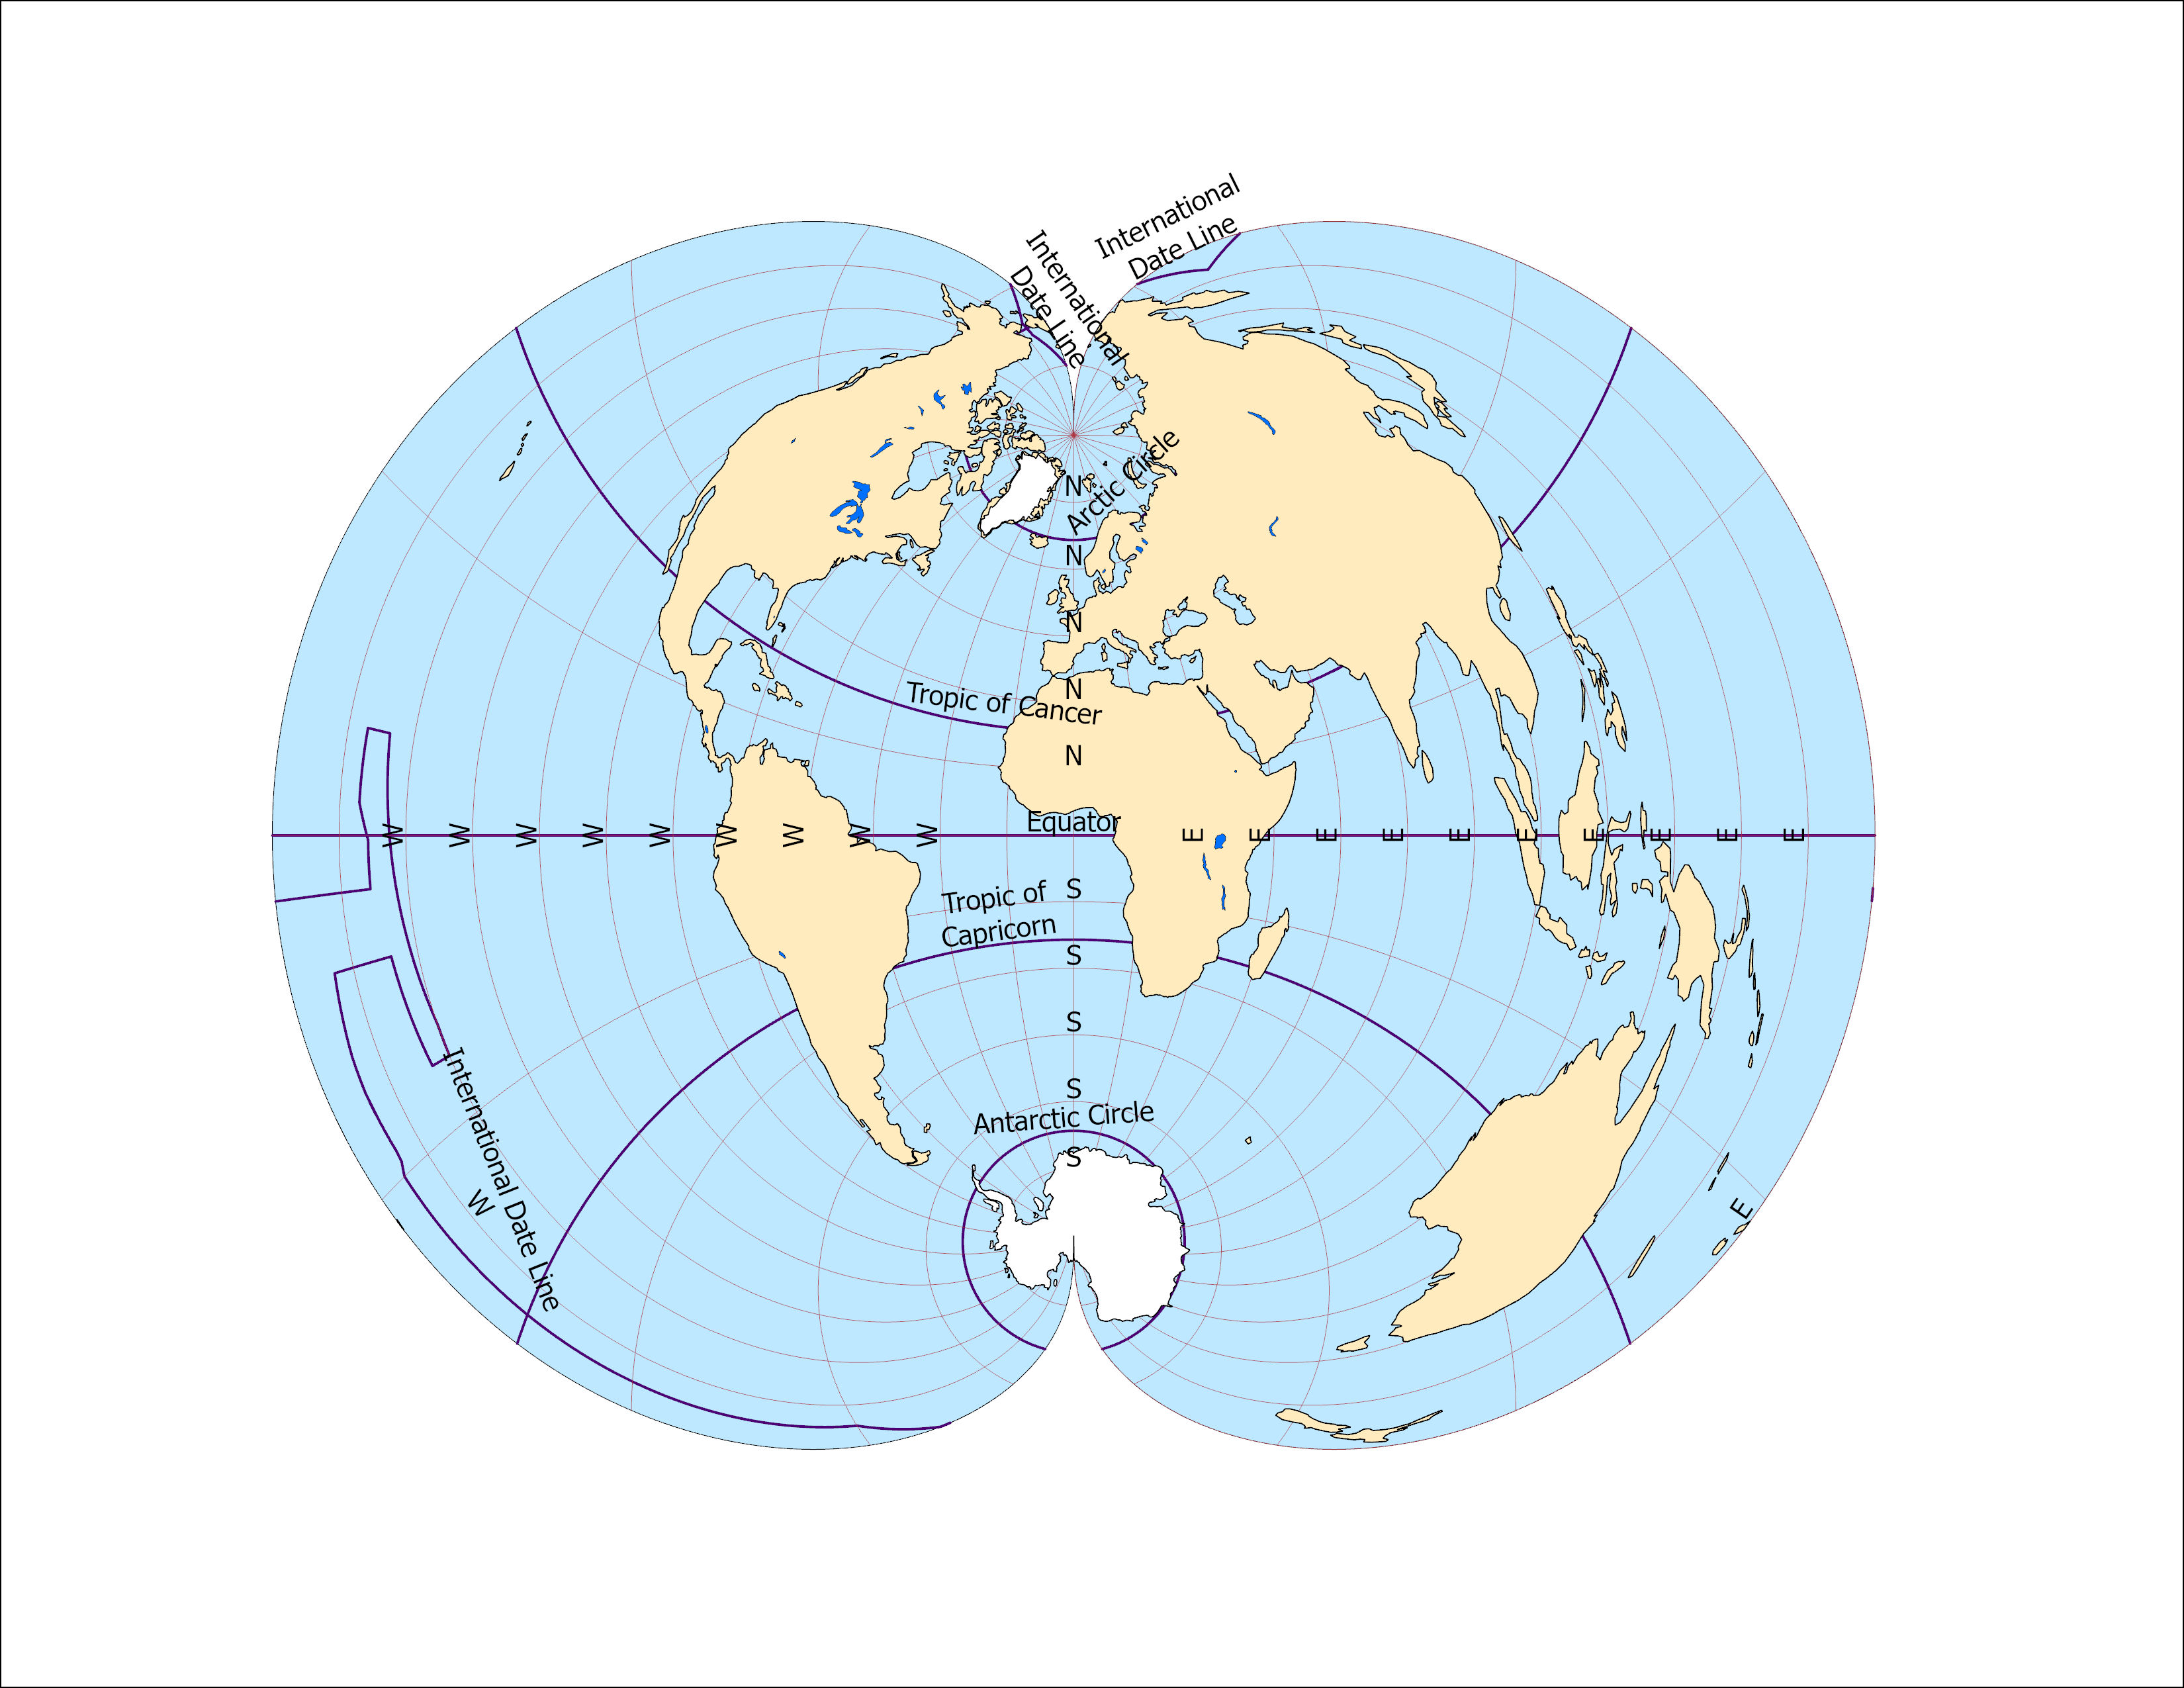 International
Date Line
International
Date Line
Arctic Circle
N
N
N
N
Tropic of Cancer
N
Equator
W W W W W W W W W E E E E E E E E E E
S
Tropic of
Capricorn
S
S
S
Antarctic Circle
S
International Date Line
W
E